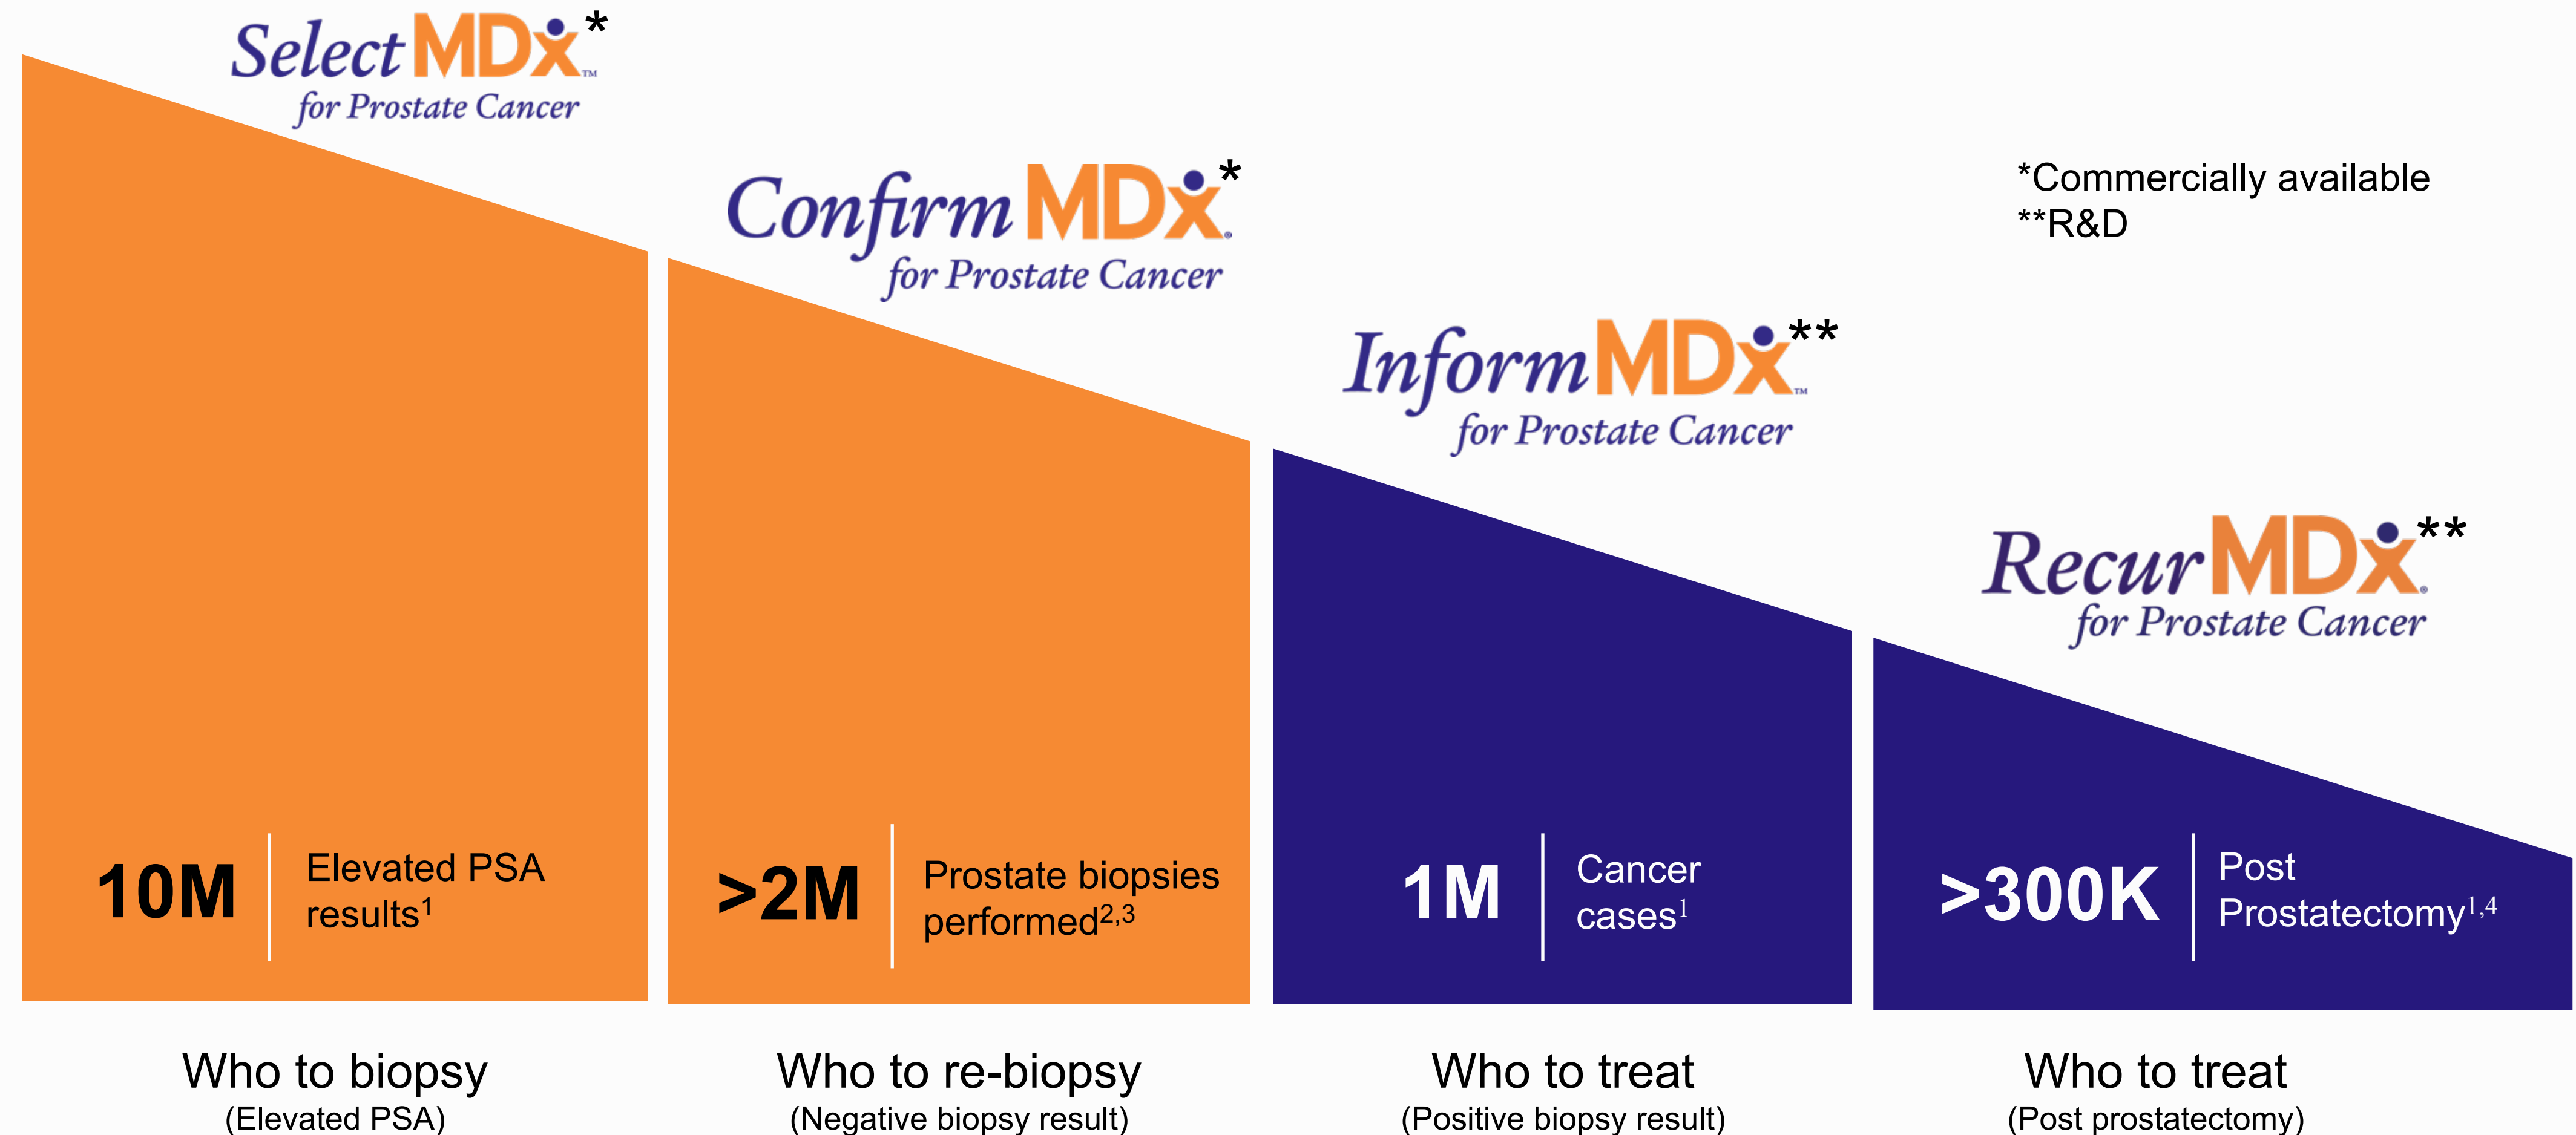 SelectMDx™*
for Prostate Cancer
ConfirmMDx®*
for Prostate Cancer
*Commercially available
**R&D
InformMDx™**
for Prostate Cancer
RecurMDx®**
for Prostate Cancer
10M
Elevated PSA
results¹
>2M
Prostate biopsies
performed²,³
1M
Cancer
cases¹
>300K
Post
Prostatectomy¹,⁴
Who to biopsy
(Elevated PSA)
Who to re-biopsy
(Negative biopsy result)
Who to treat
(Positive biopsy result)
Who to treat
(Post prostatectomy)